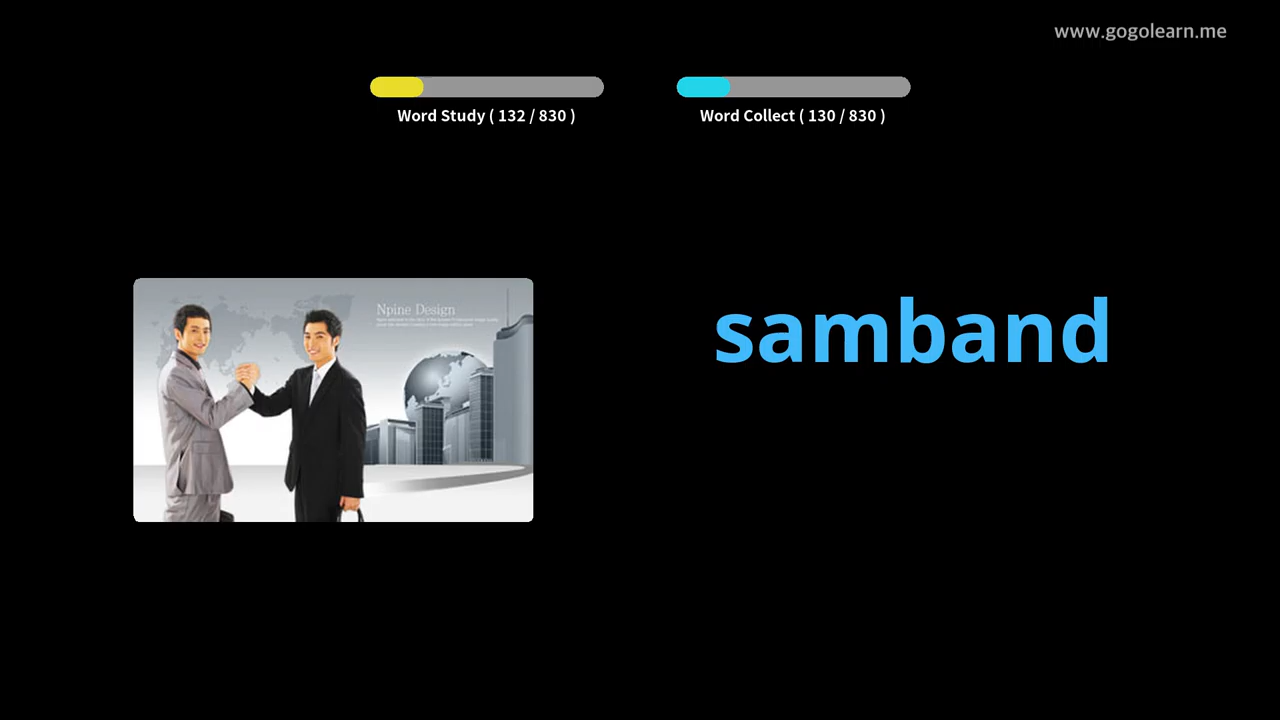 www.gogolearn.me
Word Study ( 132 / 830 )
Word Collect ( 130 / 830 )
Npine Design
samband